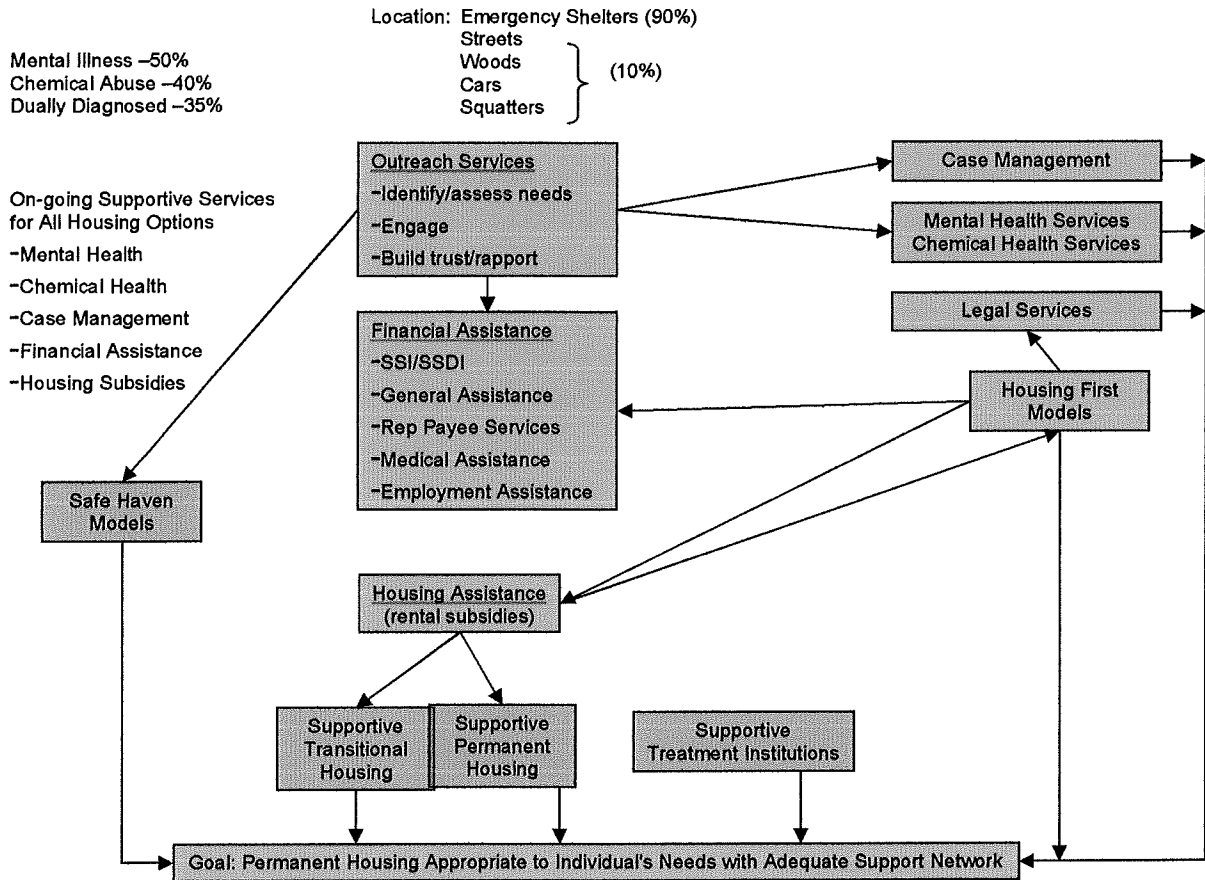 Location: Emergency Shelters (90%)
Streets
Woods
Cars
Squatters
(10%)
Mental Illness –50%
Chemical Abuse –40%
Dually Diagnosed –35%
On-going Supportive Services
for All Housing Options
-Mental Health
-Chemical Health
-Case Management
-Financial Assistance
-Housing Subsidies
Outreach Services
-Identify/assess needs
-Engage
-Build trust/rapport
Case Management
Mental Health Services
Chemical Health Services
Legal Services
Financial Assistance
-SSI/SSDI
-General Assistance
-Rep Payee Services
-Medical Assistance
-Employment Assistance
Housing First
Models
Safe Haven
Models
Housing Assistance
(rental subsidies)
Supportive
Transitional
Housing
Supportive
Permanent
Housing
Supportive
Treatment Institutions
Goal: Permanent Housing Appropriate to Individual's Needs with Adequate Support Network